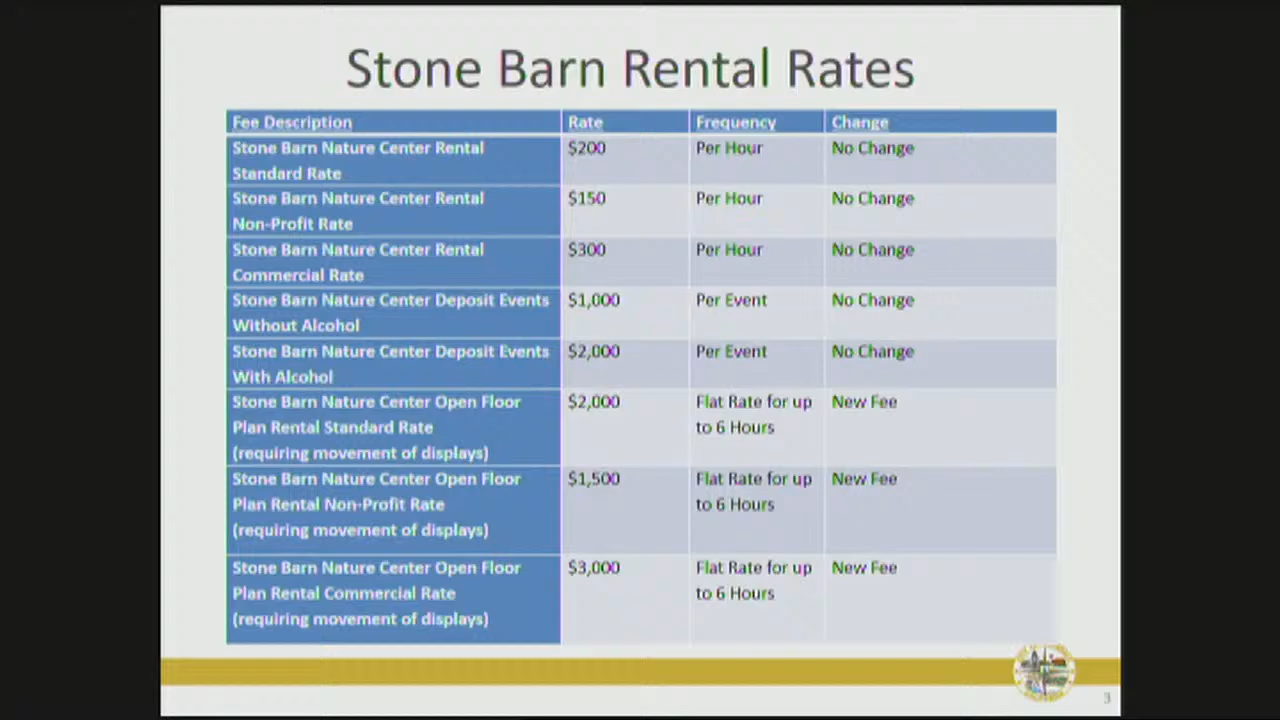 Stone Barn Rental Rates
Fee Description Rate Frequency Change
Stone Barn Nature Center Rental $200 Per Hour No Change
Standard Rate
Stone Barn Nature Center Rental $150 Per Hour No Change
Non-Profit Rate
Stone Barn Nature Center Rental $300 Per Hour No Change
Commercial Rate
Stone Barn Nature Center Deposit Events $1,000 Per Event No Change
Without Alcohol
Stone Barn Nature Center Deposit Events $2,000 Per Event No Change
With Alcohol
Stone Barn Nature Center Open Floor $2,000 Flat Rate for up New Fee
Plan Rental Standard Rate to 6 Hours
(requiring movement of displays)
Stone Barn Nature Center Open Floor $1,500 Flat Rate for up New Fee
Plan Rental Non-Profit Rate to 6 Hours
(requiring movement of displays)
Stone Barn Nature Center Open Floor $3,000 Flat Rate for up New Fee
Plan Rental Commercial Rate to 6 Hours
(requiring movement of displays)
3